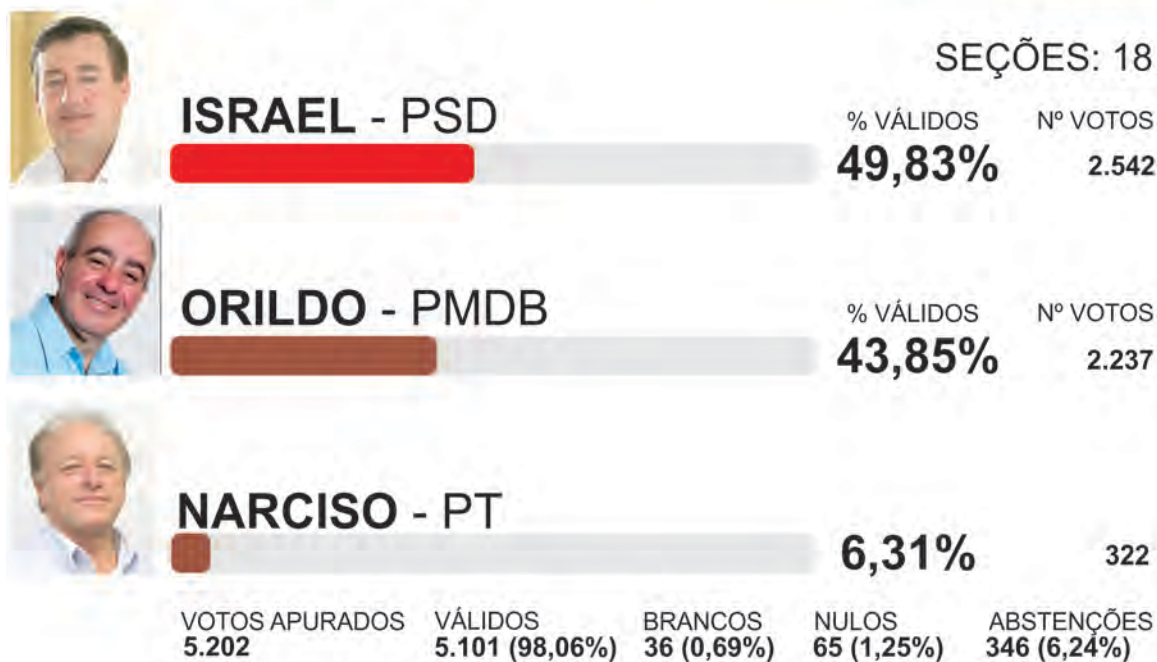 SEÇÕES: 18
ISRAEL - PSD
% VÁLIDOS Nº VOTOS
49,83% 2.542
ORILDO - PMDB
% VÁLIDOS Nº VOTOS
43,85% 2.237
NARCISO - PT
6,31% 322
VOTOS APURADOS VÁLIDOS BRANCOS NULOS ABSTENÇÕES
5.202 5.101 (98,06%) 36 (0,69%) 65 (1,25%) 346 (6,24%)